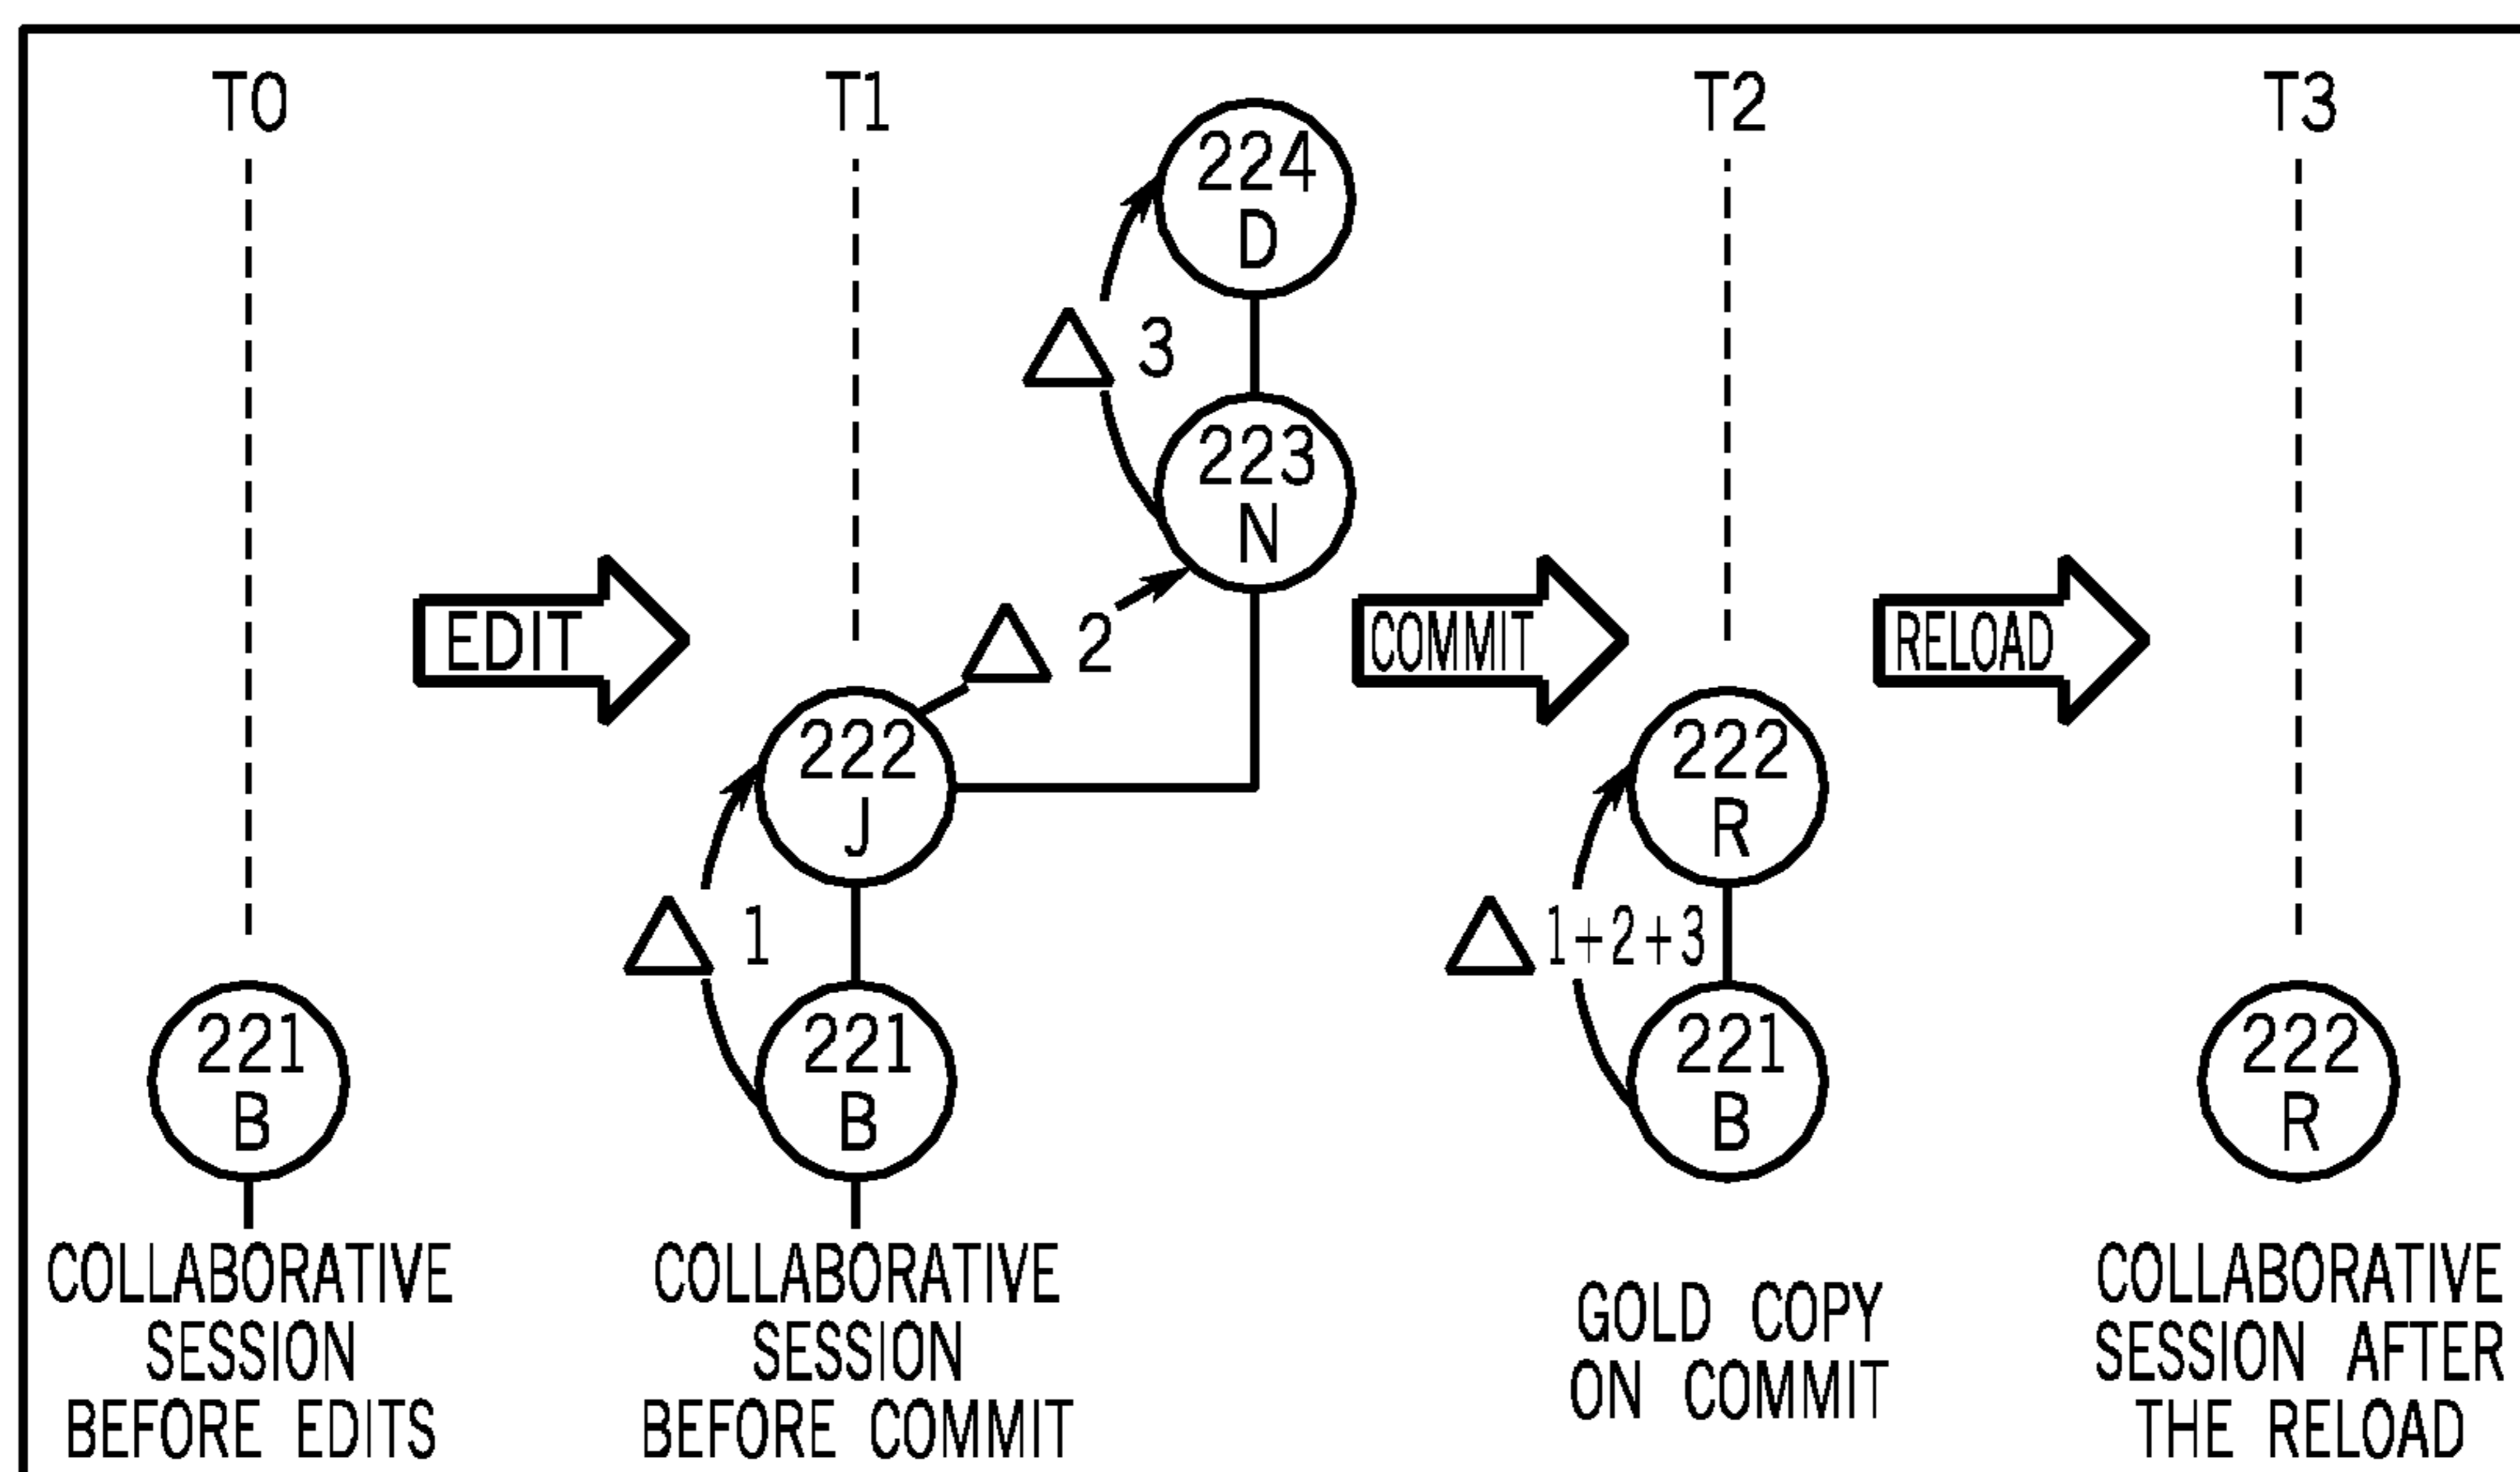 T0
T1
T2
T3
224
D
△ 3
223
N
EDIT
△ 2
COMMIT
RELOAD
222
J
222
R
△ 1
△ 1+2+3
221
B
221
B
221
B
222
R
COLLABORATIVE
SESSION
BEFORE EDITS
COLLABORATIVE
SESSION
BEFORE COMMIT
GOLD COPY
ON COMMIT
COLLABORATIVE
SESSION AFTER
THE RELOAD